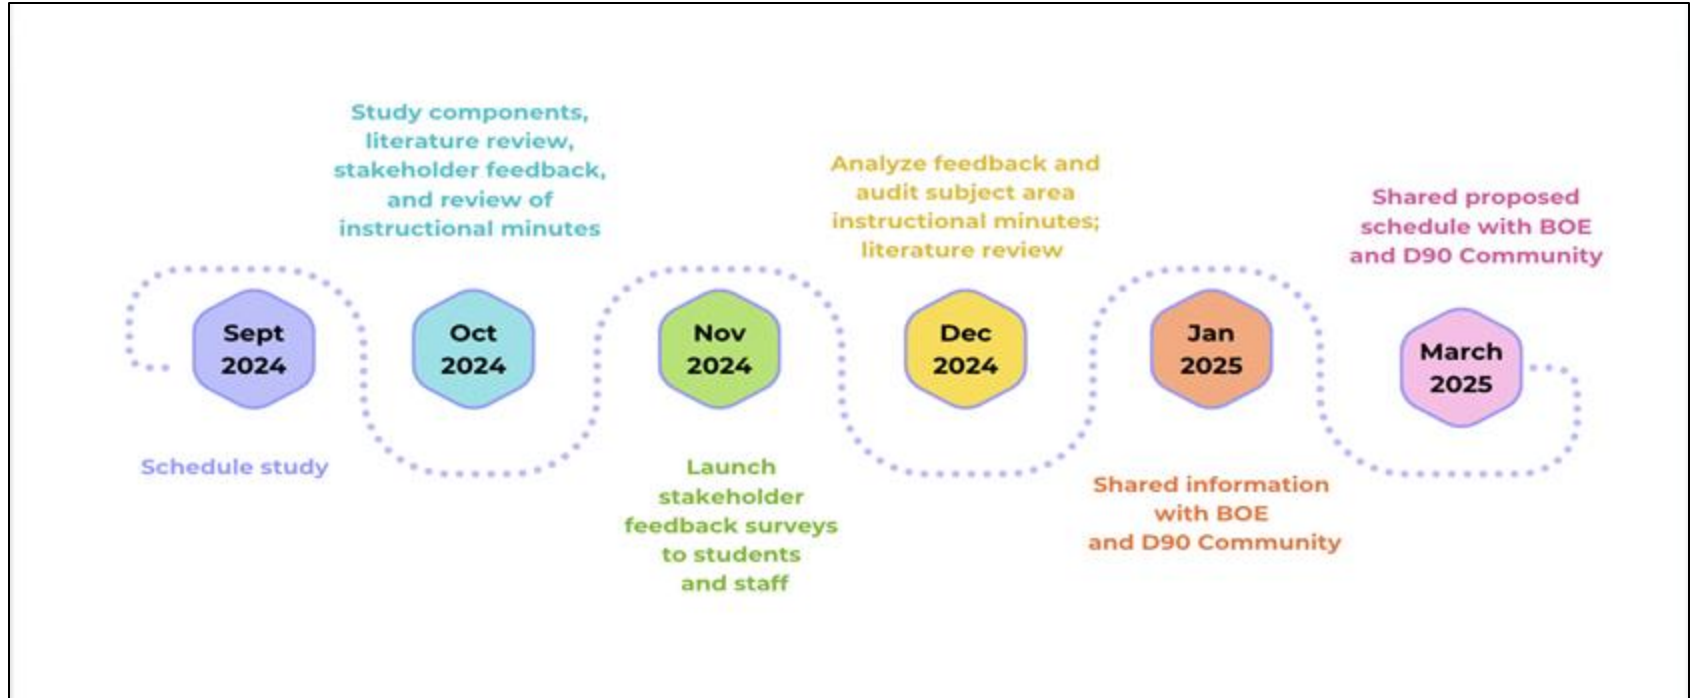 Sept
2024
Schedule study
Study components,
literature review,
stakeholder feedback,
and review of
instructional minutes
Oct
2024
Nov
2024
Launch
stakeholder
feedback surveys
to students
and staff
Analyze feedback and
audit subject area
instructional minutes;
literature review
Dec
2024
Jan
2025
Shared information
with BOE
and D90 Community
Shared proposed
schedule with BOE
and D90 Community
March
2025